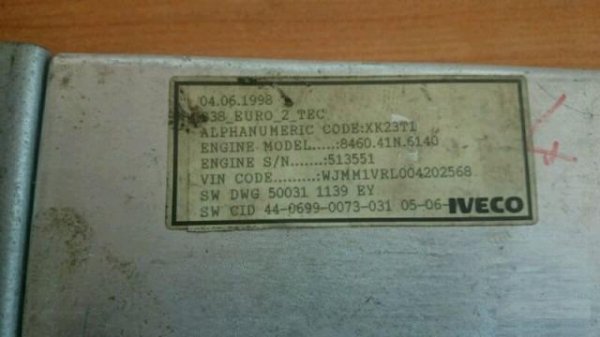 04.06.1998
S38_EURO_2_TEC
ALPHANUMERIC CODE:XK23T1
ENGINE MODEL....:8460.41N.6140
ENGINE S/N......:513551
VIN CODE........:WJMM1VRL004202568
SW DWG 50031 1139 EY
SW CID 44-0699-0073-031 05-06-
IVECO